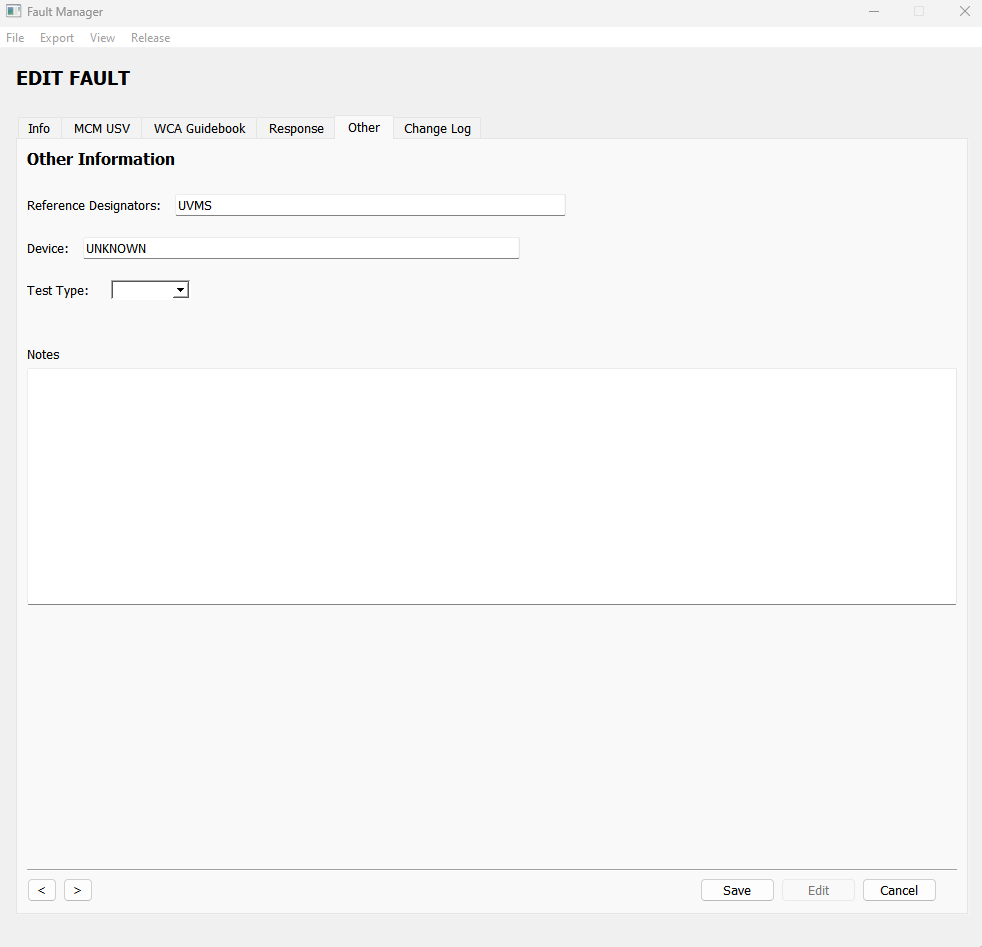 Fault Manager
File Export View Release
EDIT FAULT
Info MCM USV WCA Guidebook Response Other Change Log
Other Information
Reference Designators: UVMS
Device: UNKNOWN
Test Type:
Notes
< > Save Edit Cancel